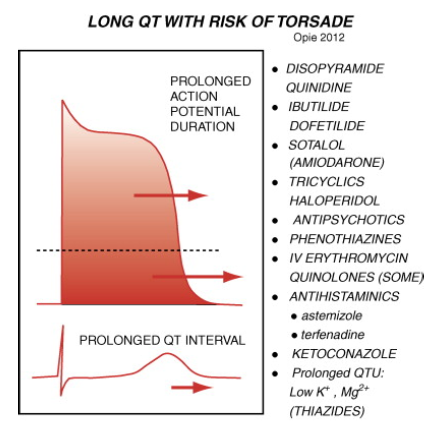 LONG QT WITH RISK OF TORSADE
Opie 2012
PROLONGED
ACTION
POTENTIAL
DURATION
PROLONGED QT INTERVAL
• DISOPYRAMIDE
QUINIDINE
• IBUTILIDE
DOFETILIDE
• SOTALOL
(AMIODARONE)
• TRICYCLICS
HALOPERIDOL
• ANTIPSYCHOTICS
• PHENOTHIAZINES
• IV ERYTHROMYCIN
QUINOLONES (SOME)
• ANTIHISTAMINICS
• astemizole
• terfenadine
• KETOCONAZOLE
• Prolonged QTU:
Low K⁺ , Mg²⁺
(THIAZIDES)